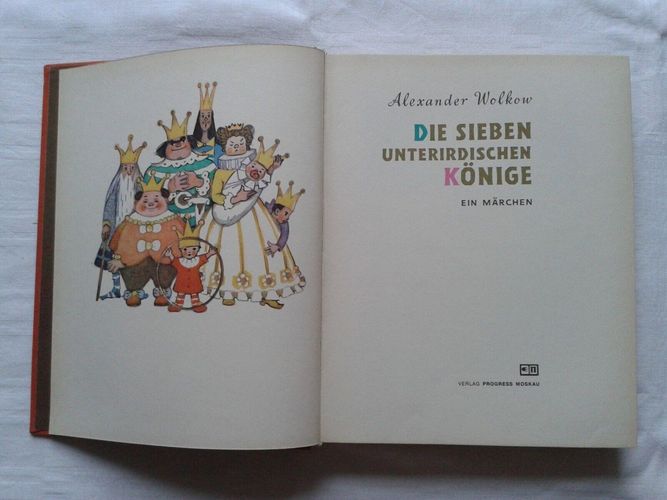 Alexander Wolkow
DIE SIEBEN
UNTERIRDISCHEN
KÖNIGE
EIN MÄRCHEN
VERLAG PROGRESS MOSKAU